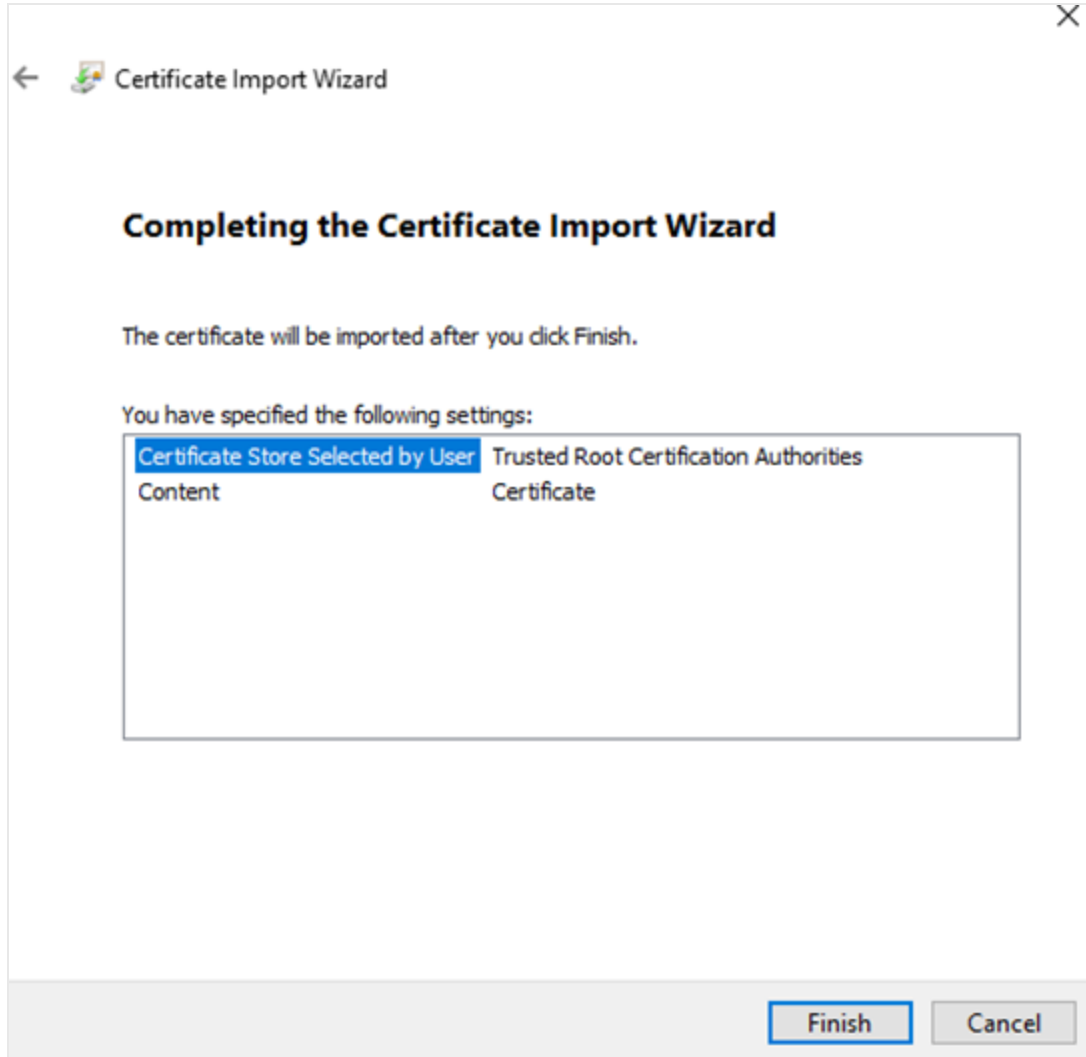 Certificate Import Wizard
Completing the Certificate Import Wizard
The certificate will be imported after you click Finish.
You have specified the following settings:
Certificate Store Selected by User Trusted Root Certification Authorities
Content Certificate
Finish Cancel